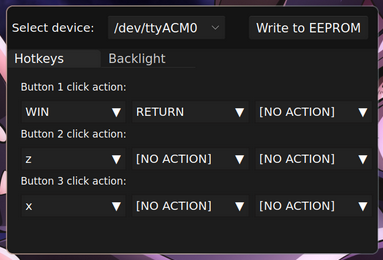 Select device: /dev/ttyACM0 Write to EEPROM
Hotkeys Backlight
Button 1 click action:
WIN RETURN [NO ACTION]
Button 2 click action:
z [NO ACTION] [NO ACTION]
Button 3 click action:
x [NO ACTION] [NO ACTION]